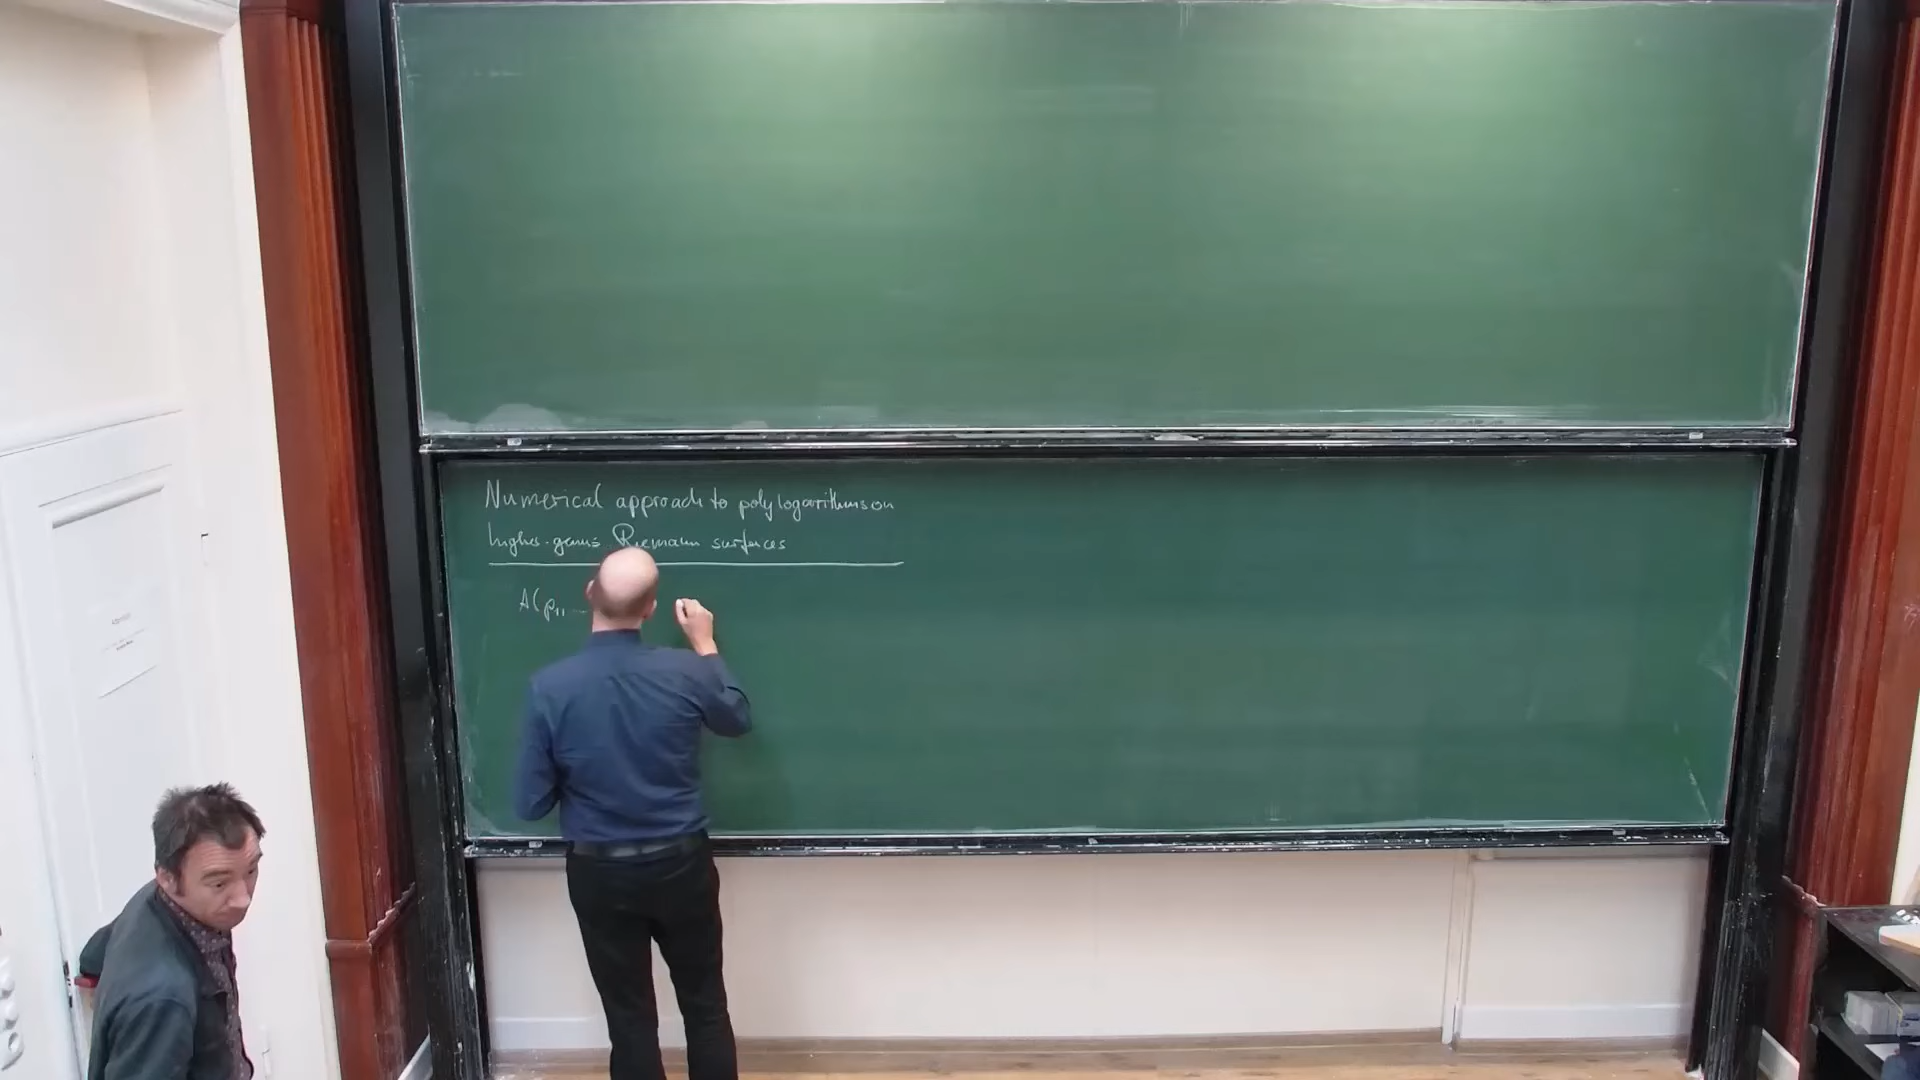 Numerical approach to polylogarithms on
higher-genus Riemann surfaces
A(p₁, ...